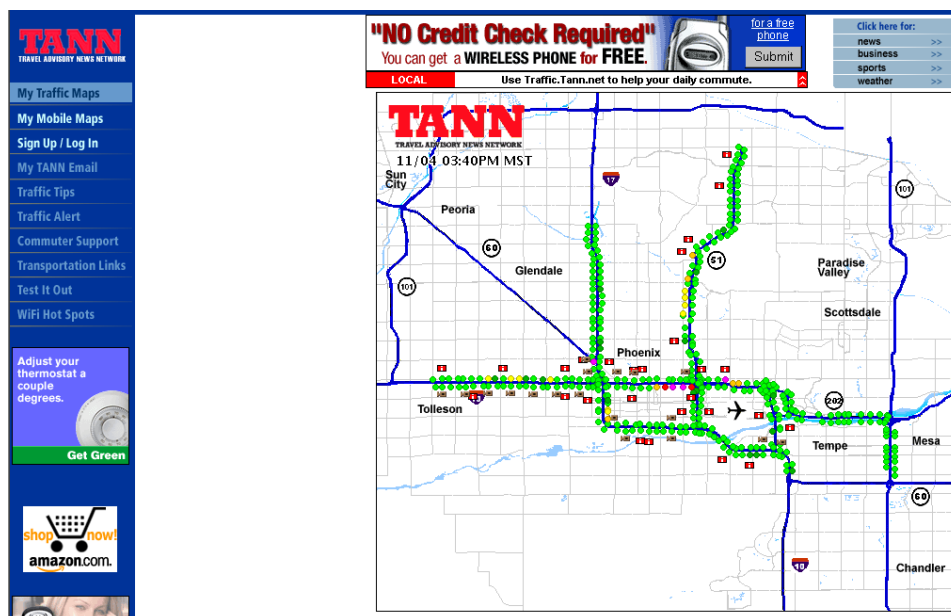 TANN
TRAVEL ADVISORY NEWS NETWORK
My Traffic Maps
My Mobile Maps
Sign Up / Log In
My TANN Email
Traffic Tips
Traffic Alert
Commuter Support
Transportation Links
Test It Out
WiFi Hot Spots
Adjust your
thermostat a
couple
degrees.
Get Green
shop now!
amazon.com.
"NO Credit Check Required"
You can get a WIRELESS PHONE for FREE.
for a free
phone
Submit
LOCAL
Use Traffic.Tann.net to help your daily commute.
Click here for:
news >>
business >>
sports >>
weather >>
TANN
TRAVEL ADVISORY NEWS NETWORK
11/04 03:40PM MST
Sun
City
17
101
Peoria
60
51
Paradise
Valley
Glendale
101
Scottsdale
Phoenix
Tolleson
202
Tempe
Mesa
60
10
Chandler